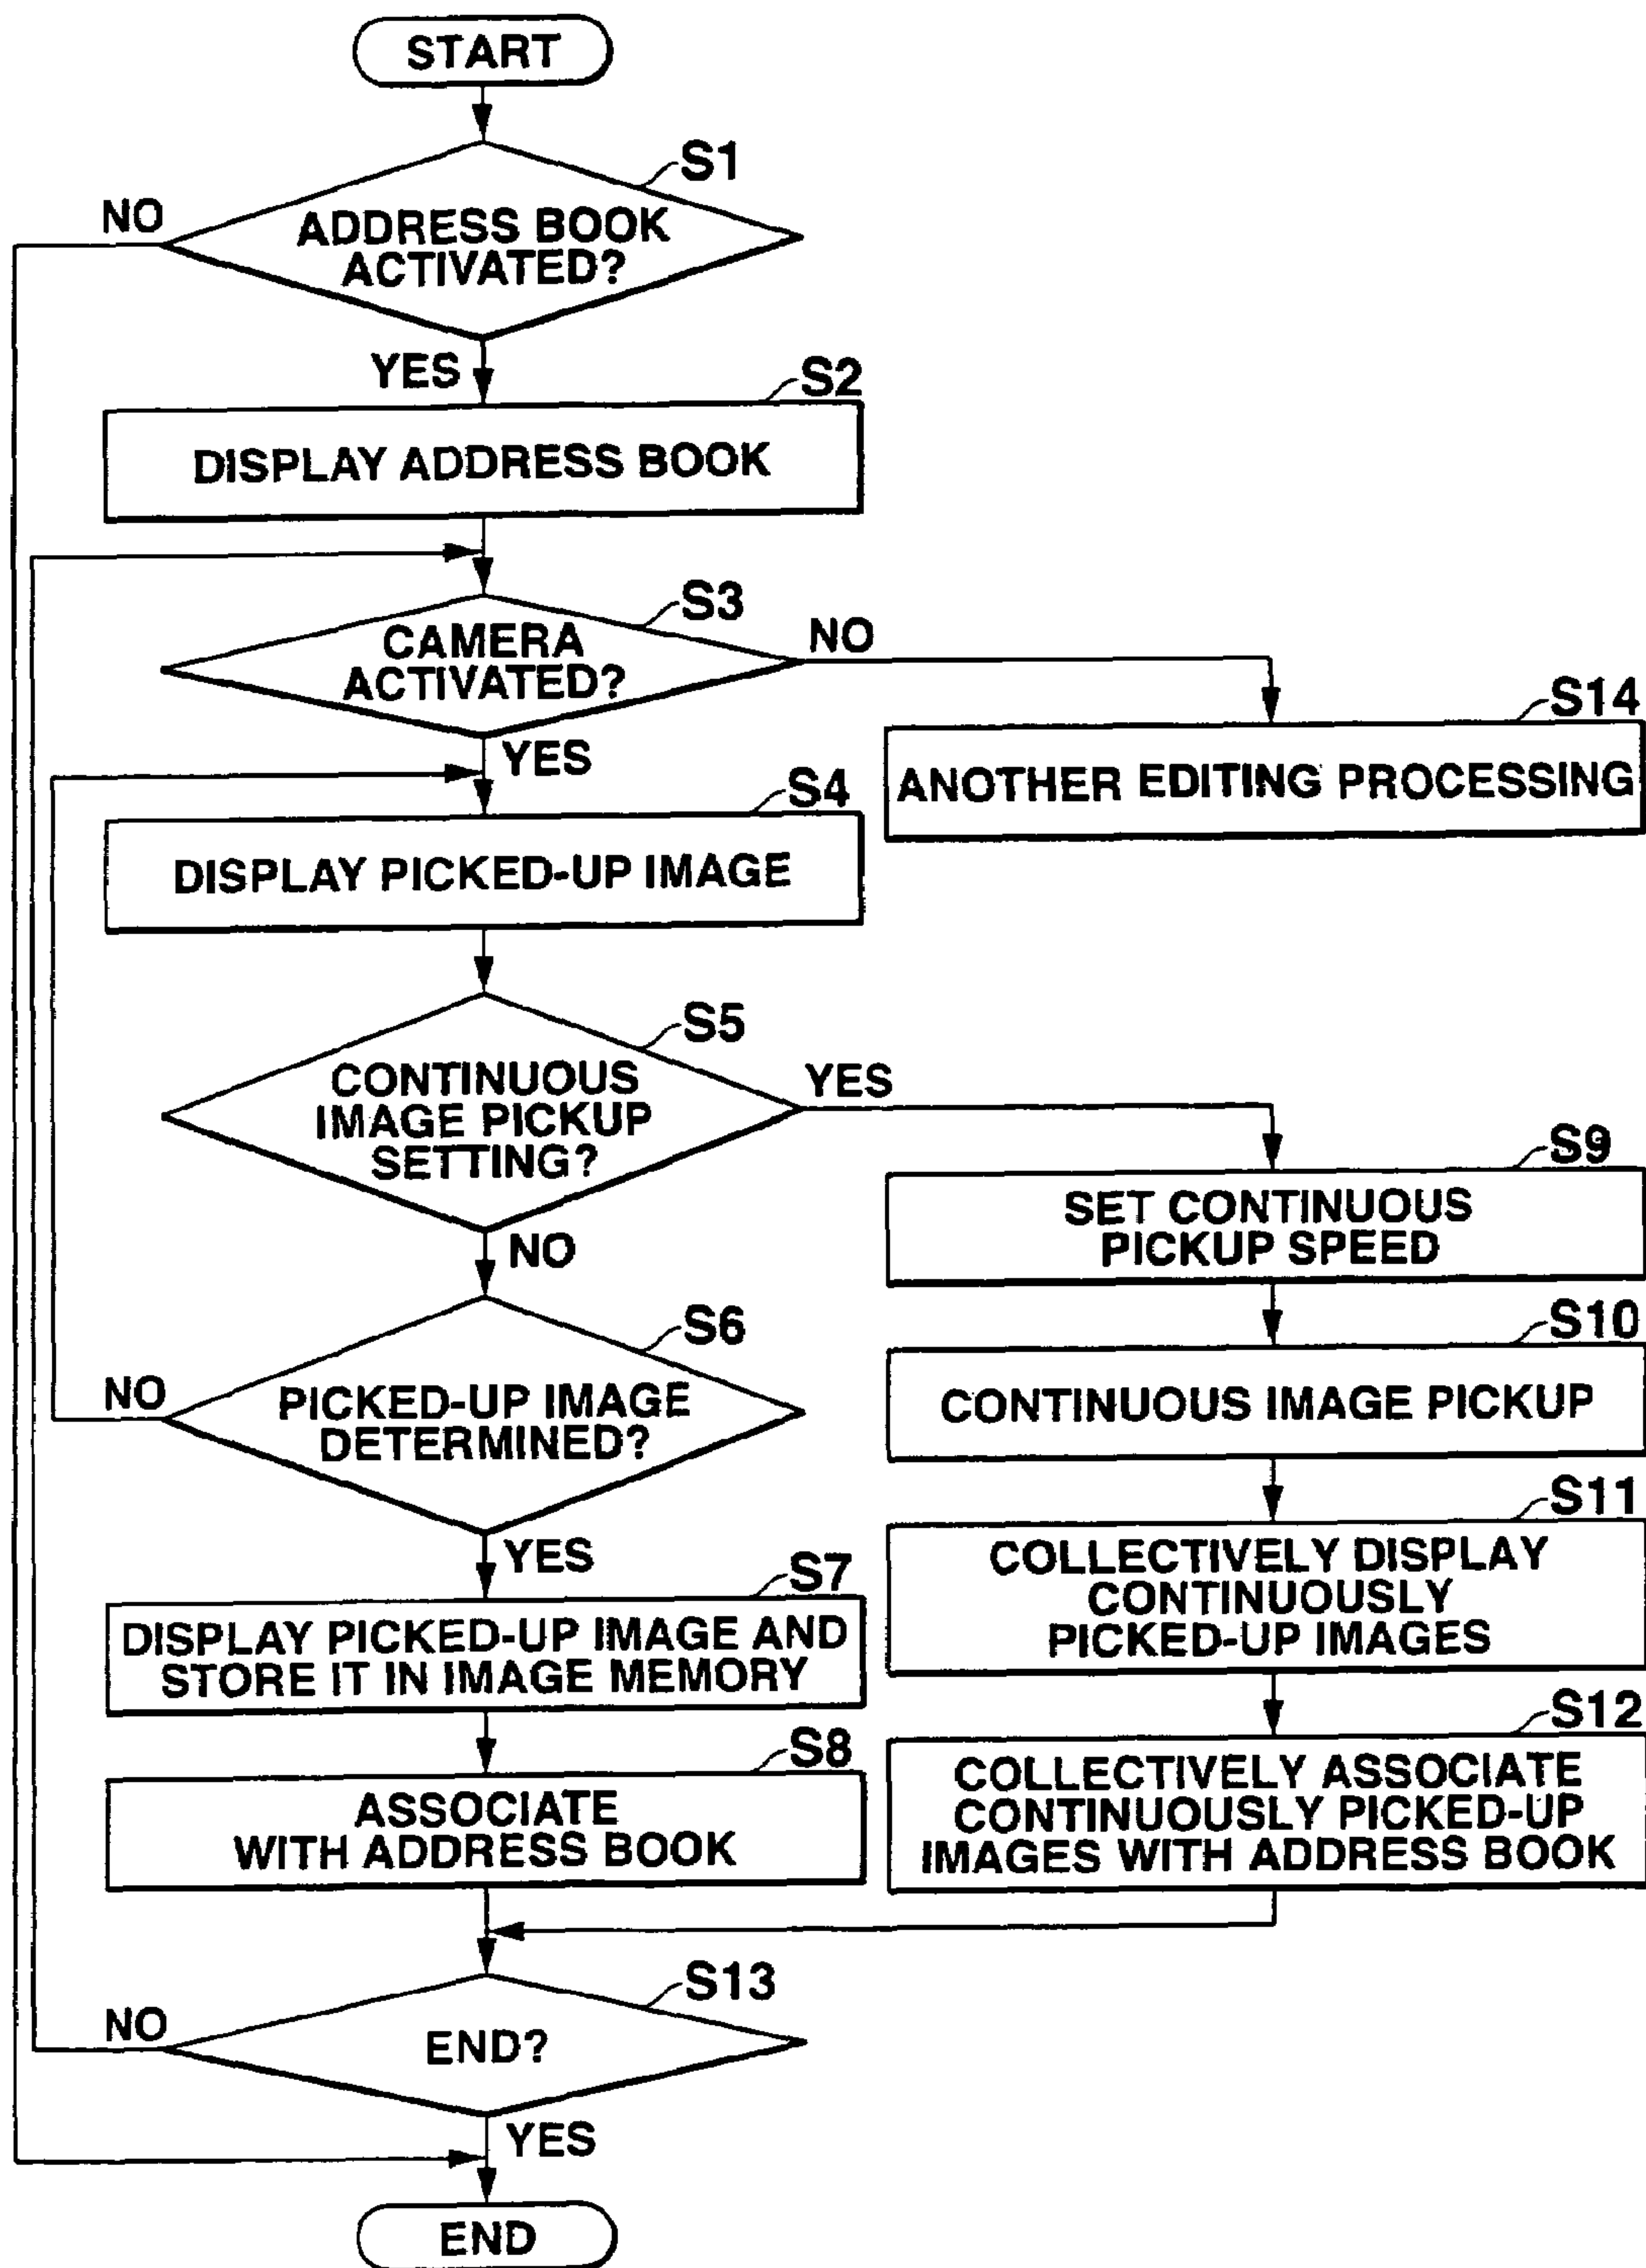 START
S1
NO
ADDRESS BOOK
ACTIVATED?
YES
S2
DISPLAY ADDRESS BOOK
S3
CAMERA
ACTIVATED?
NO
S14
ANOTHER EDITING PROCESSING
YES
S4
DISPLAY PICKED-UP IMAGE
S5
CONTINUOUS
IMAGE PICKUP
SETTING?
YES
NO
S9
SET CONTINUOUS
PICKUP SPEED
S6
NO
PICKED-UP IMAGE
DETERMINED?
S10
CONTINUOUS IMAGE PICKUP
YES
S7
DISPLAY PICKED-UP IMAGE AND
STORE IT IN IMAGE MEMORY
S11
COLLECTIVELY DISPLAY
CONTINUOUSLY
PICKED-UP IMAGES
S8
ASSOCIATE
WITH ADDRESS BOOK
S12
COLLECTIVELY ASSOCIATE
CONTINUOUSLY PICKED-UP
IMAGES WITH ADDRESS BOOK
S13
NO
END?
YES
END